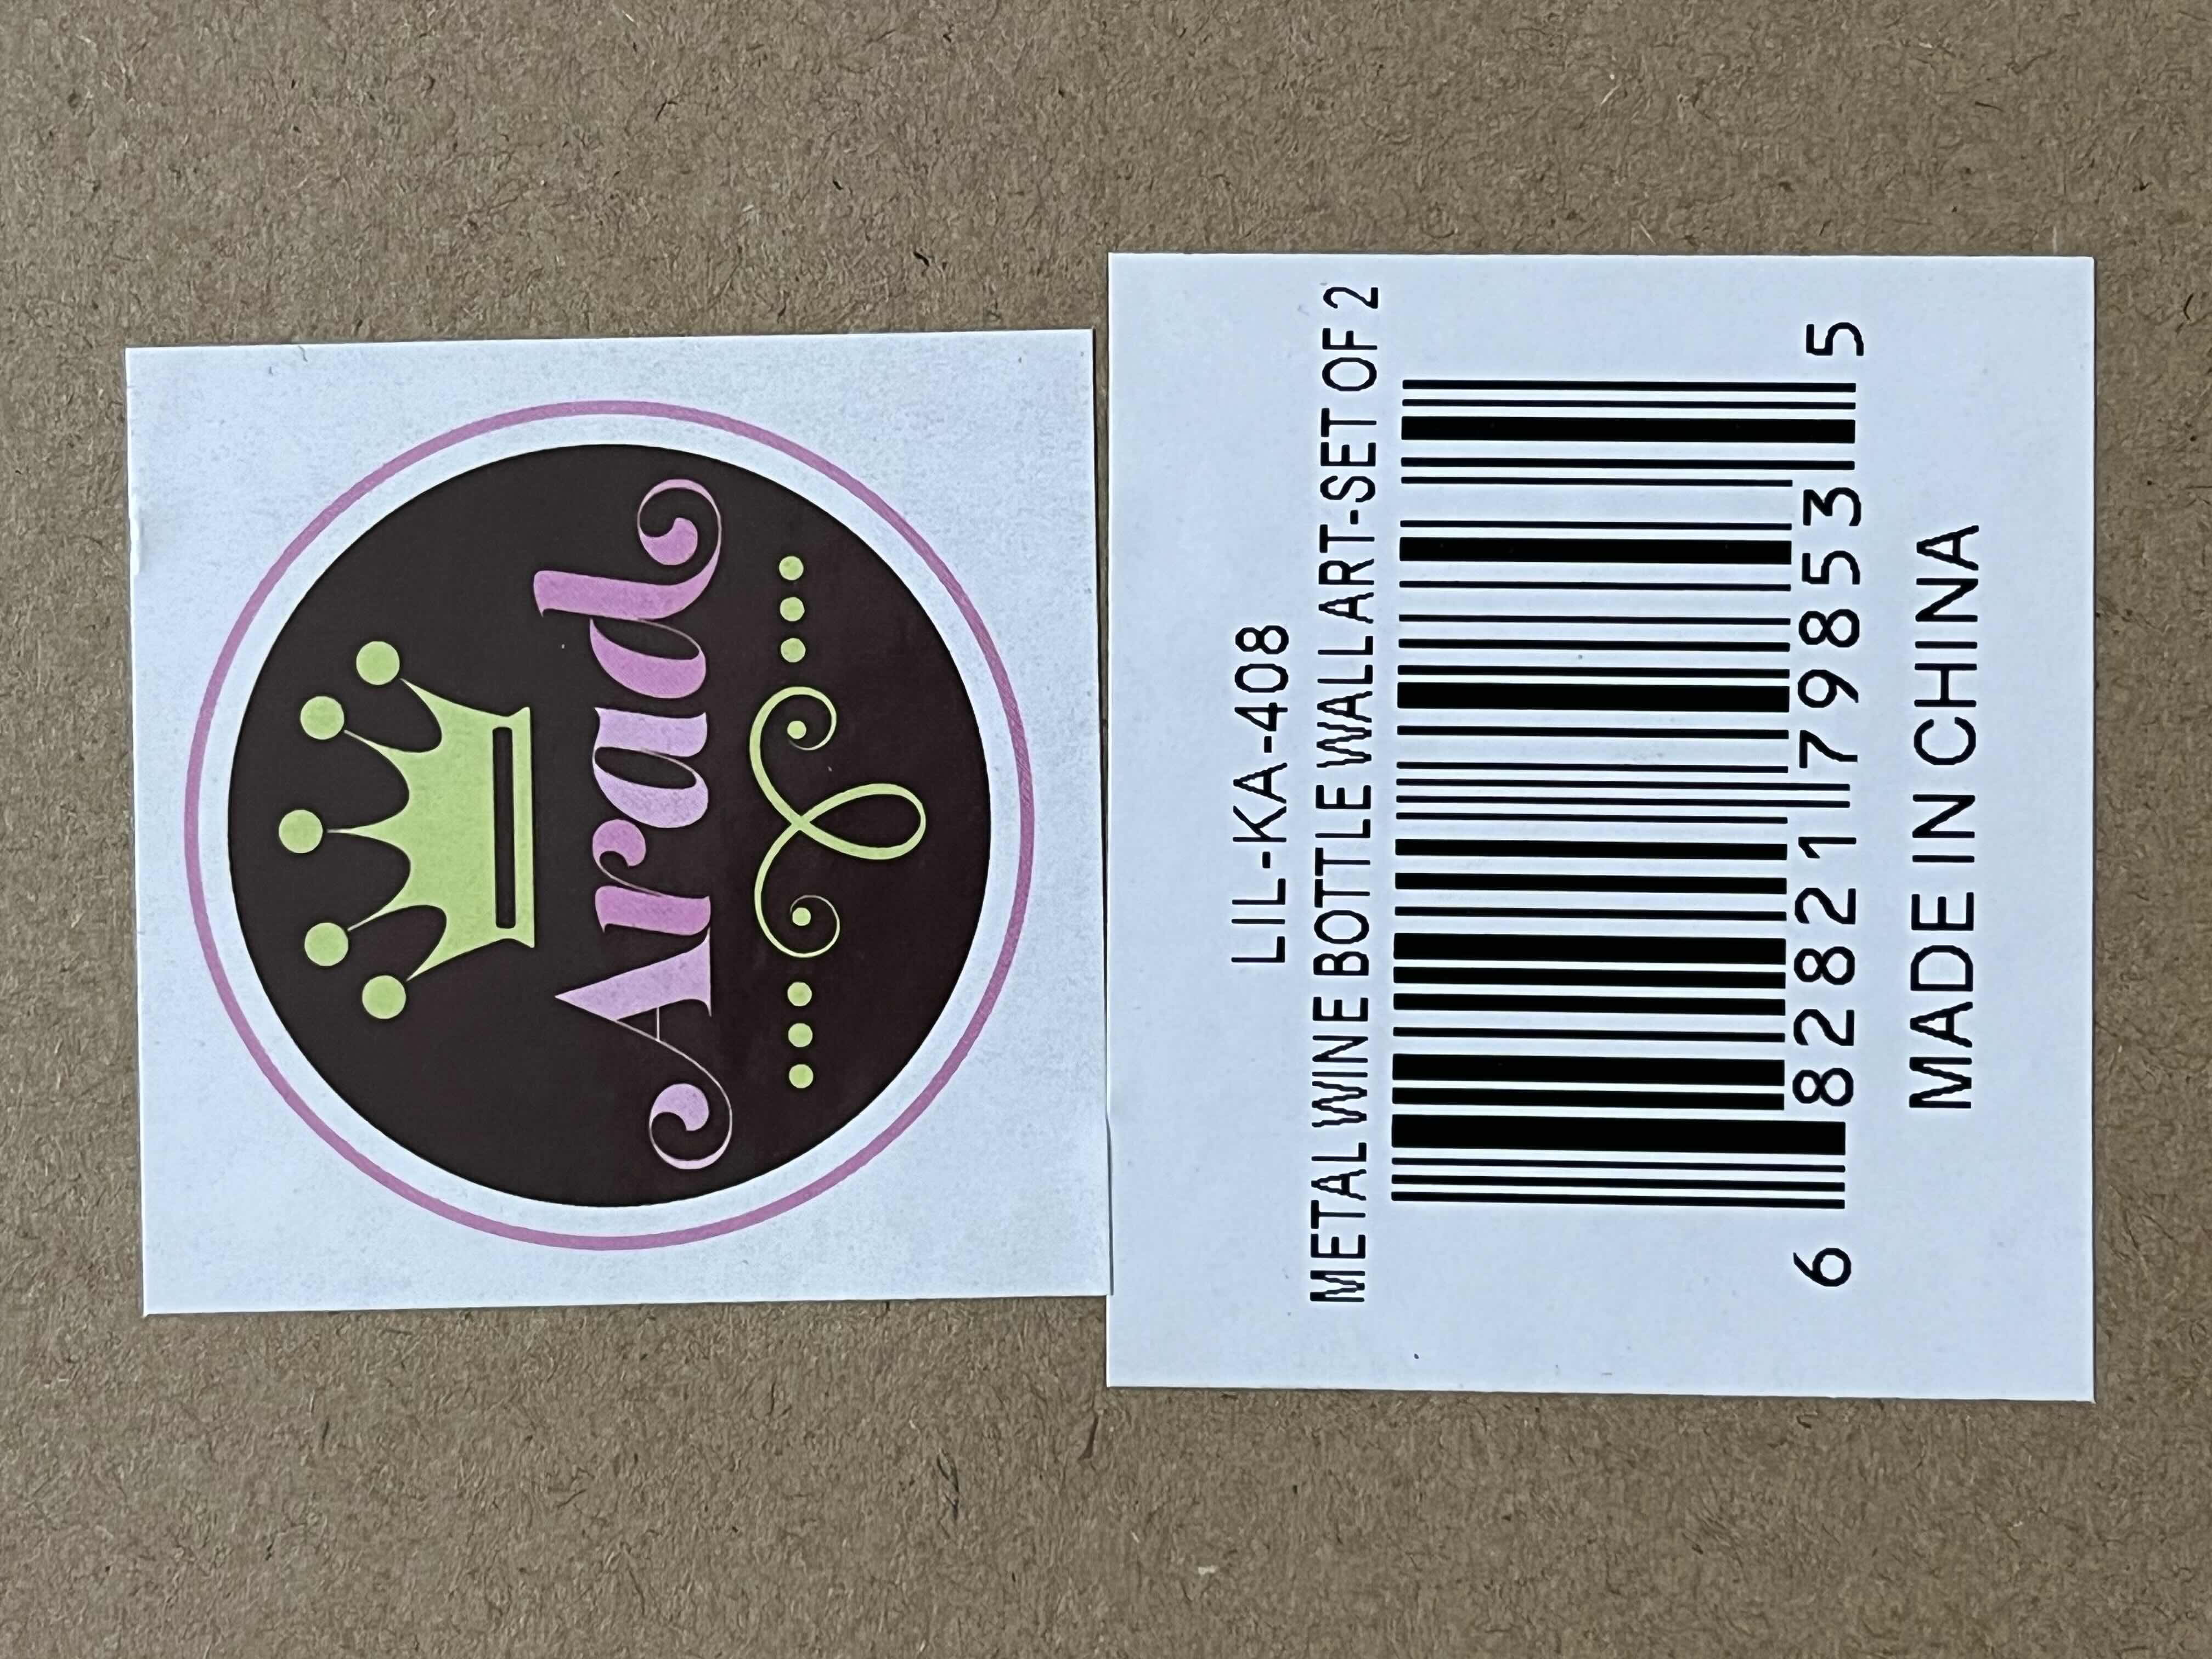 Arad
LIL-KA-408
METAL WINE BOTTLE WALL ART-SET OF 2
6 82821 79853 5
MADE IN CHINA